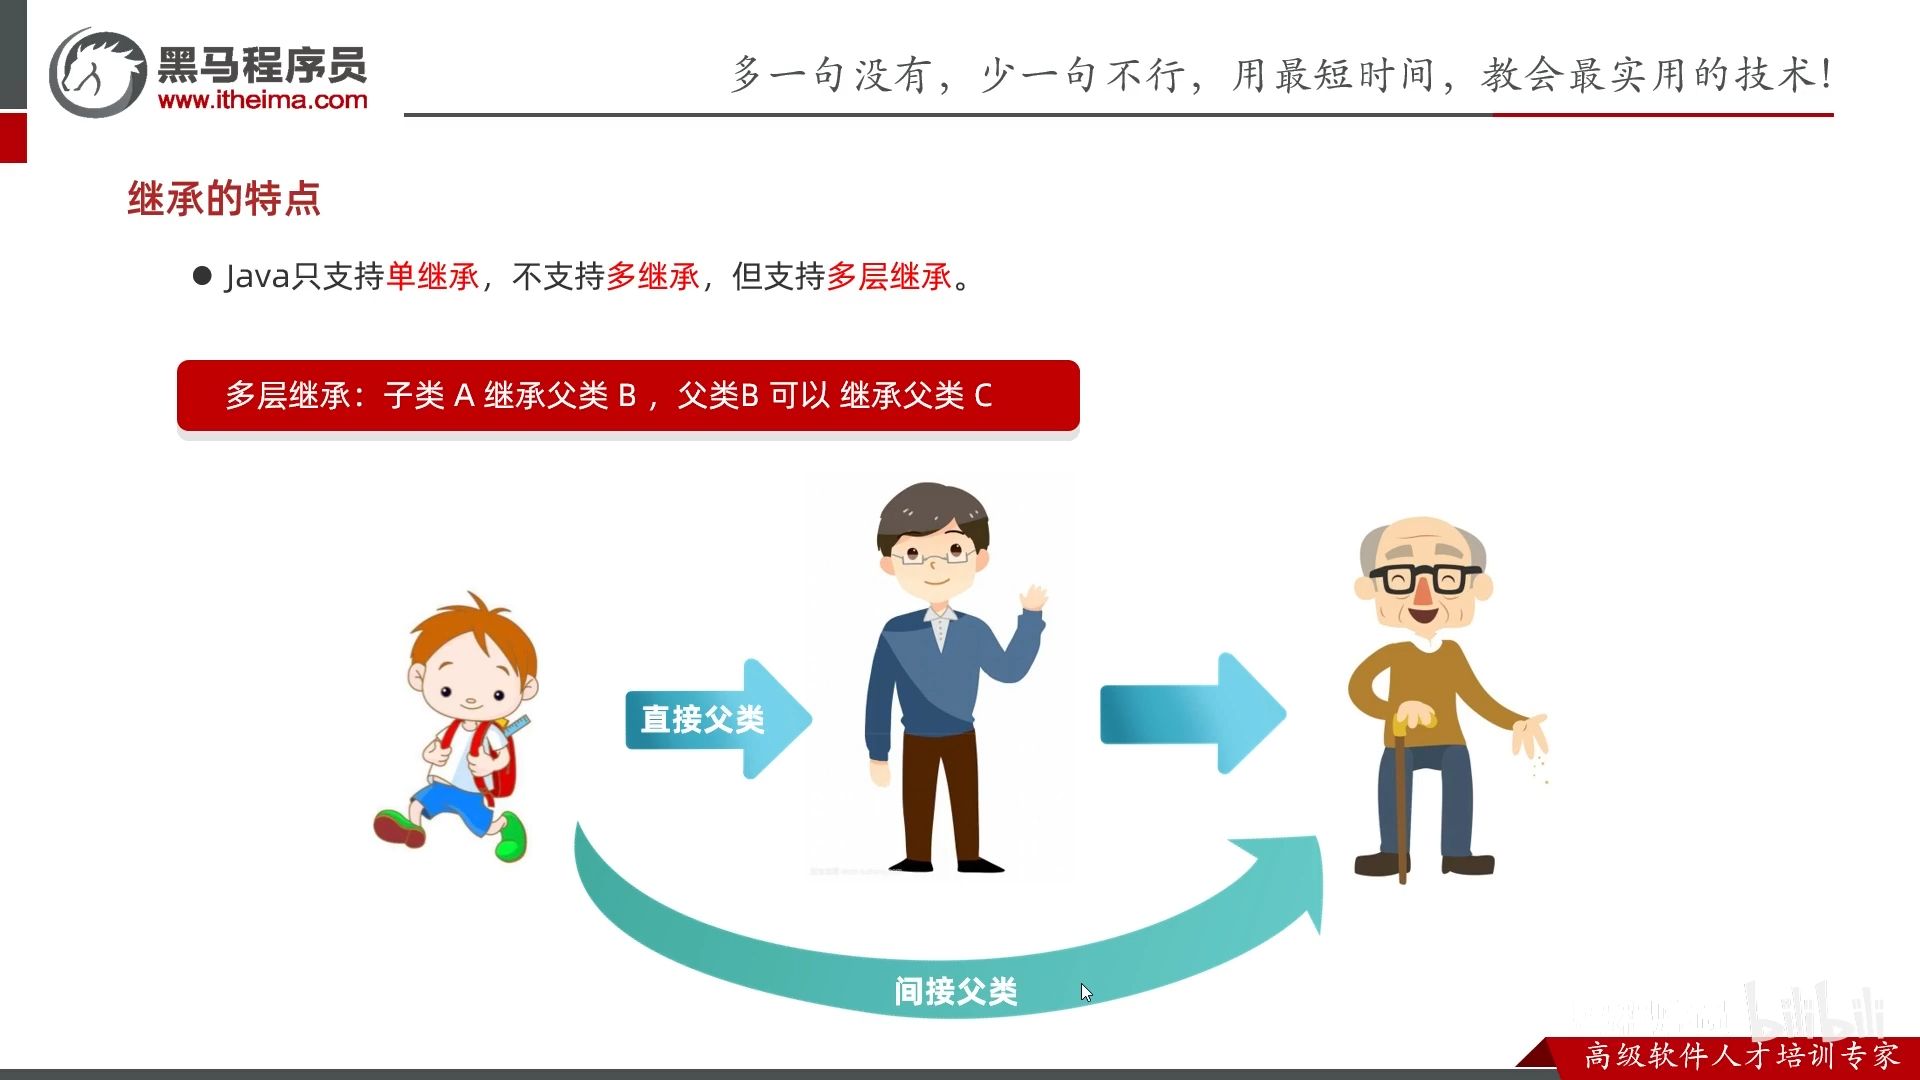 黑马程序员
www.itheima.com
多一句没有，少一句不行，用最短时间，教会最实用的技术！
继承的特点
● Java只支持单继承，不支持多继承，但支持多层继承。
多层继承：子类 A 继承父类 B ，父类B 可以 继承父类 C
直接父类
间接父类
bilibili
高级软件人才培训专家